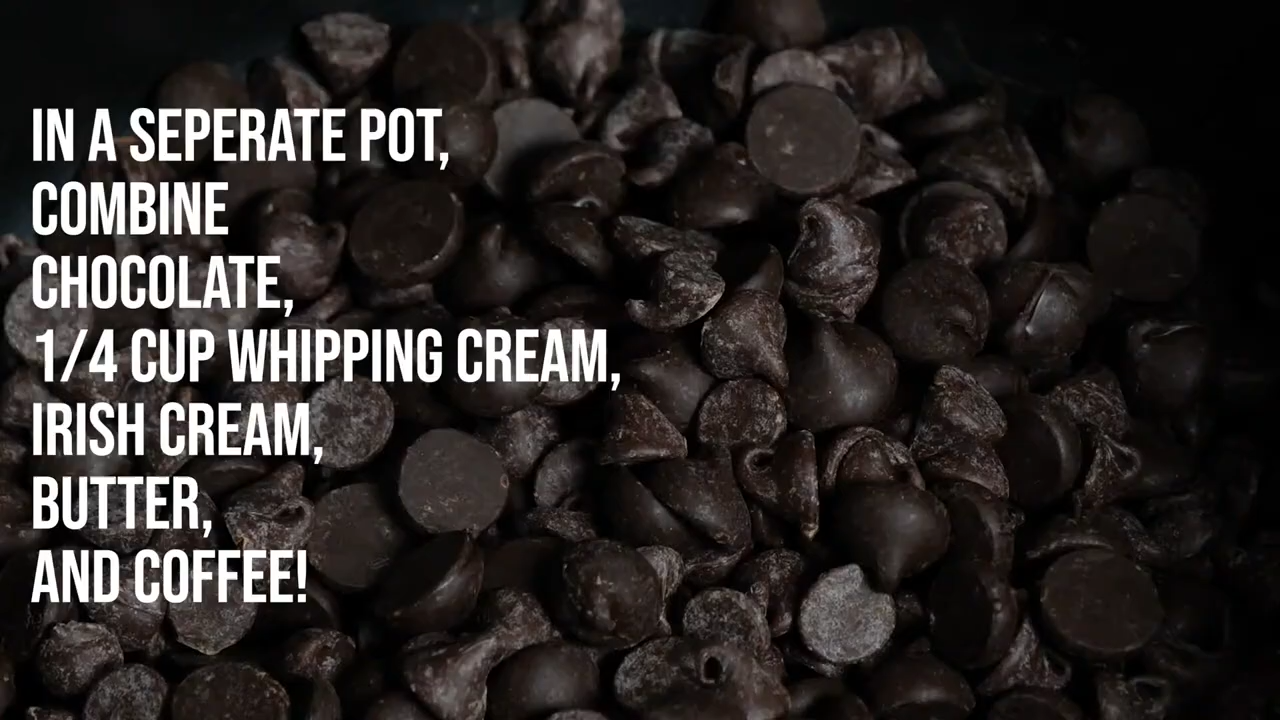 IN A SEPERATE POT,
COMBINE
CHOCOLATE,
1/4 CUP WHIPPING CREAM,
IRISH CREAM,
BUTTER,
AND COFFEE!